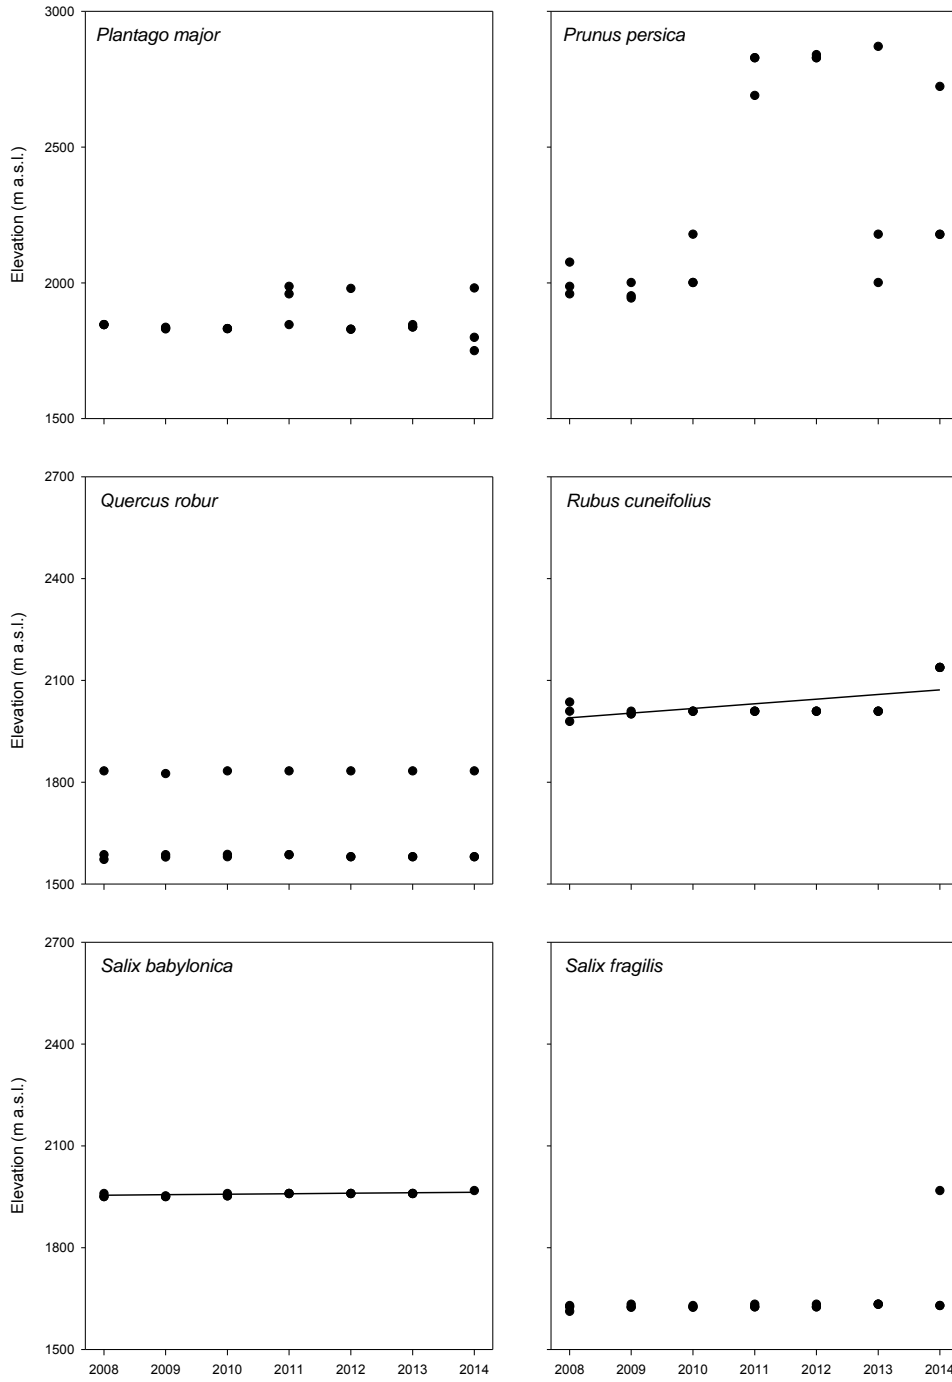 Plantago major
Prunus persica
3000
2500
2000
1500
Elevation (m a.s.l.)
Quercus robur
Rubus cuneifolius
2700
2400
2100
1800
1500
Elevation (m a.s.l.)
Salix babylonica
Salix fragilis
2700
2400
2100
1800
1500
Elevation (m a.s.l.)
2008 2009 2010 2011 2012 2013 2014
2008 2009 2010 2011 2012 2013 2014